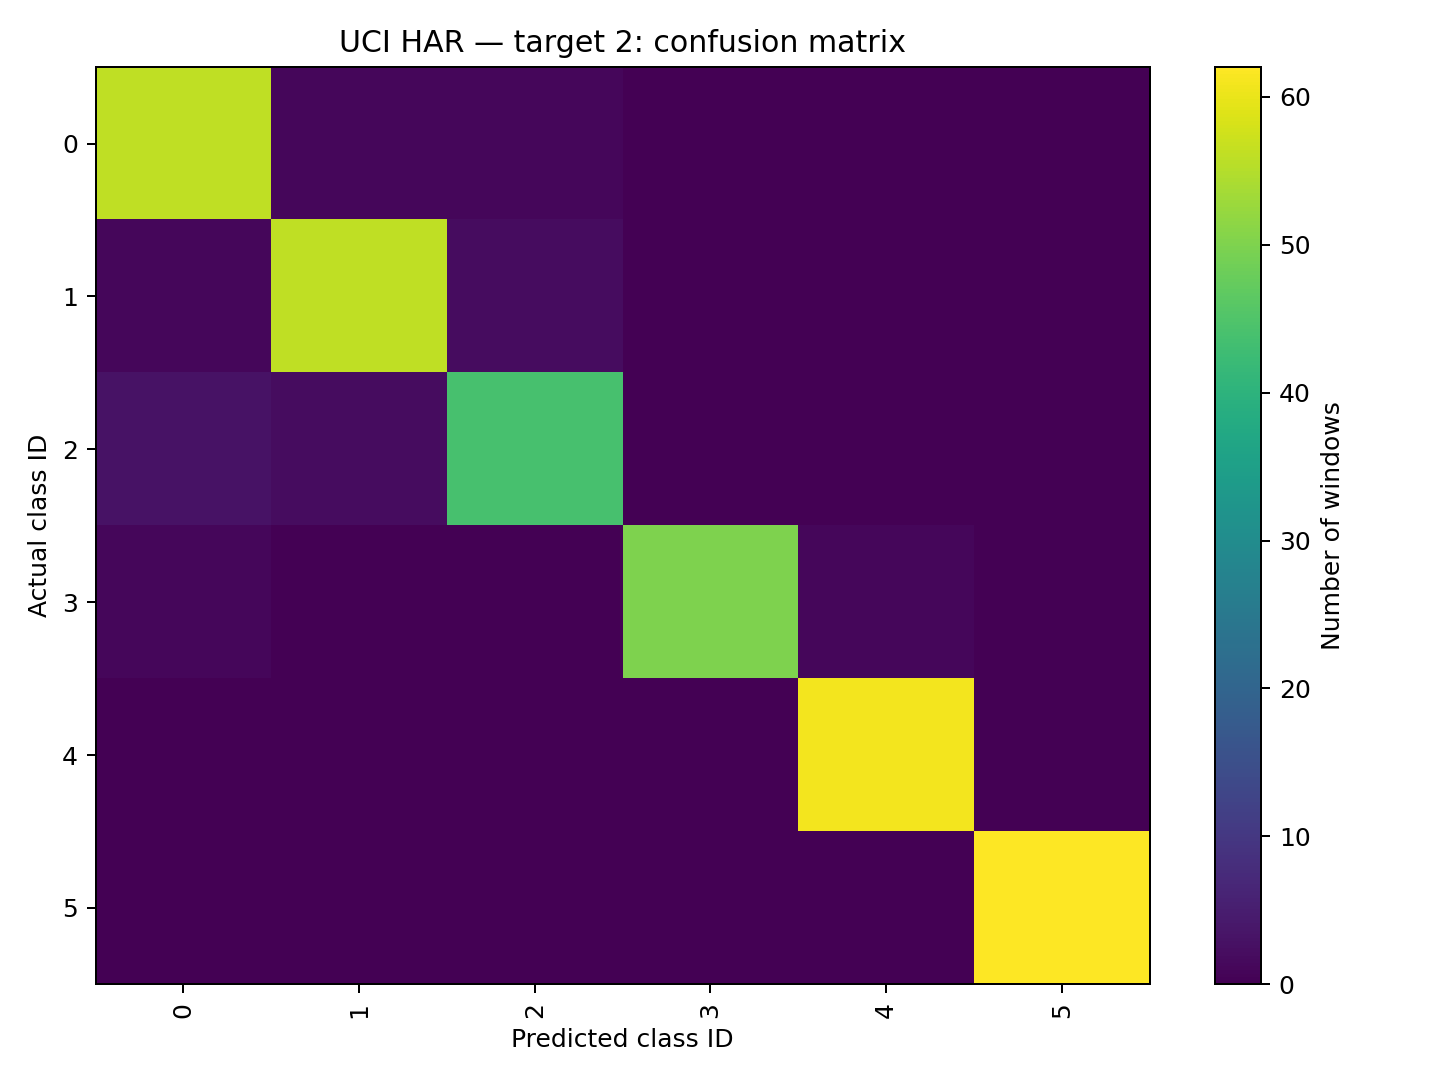 UCI HAR — target 2: confusion matrix
Actual class ID
0
1
2
3
4
5
0 1 2 3 4 5
Predicted class ID
60
50
40
30
20
10
0
Number of windows